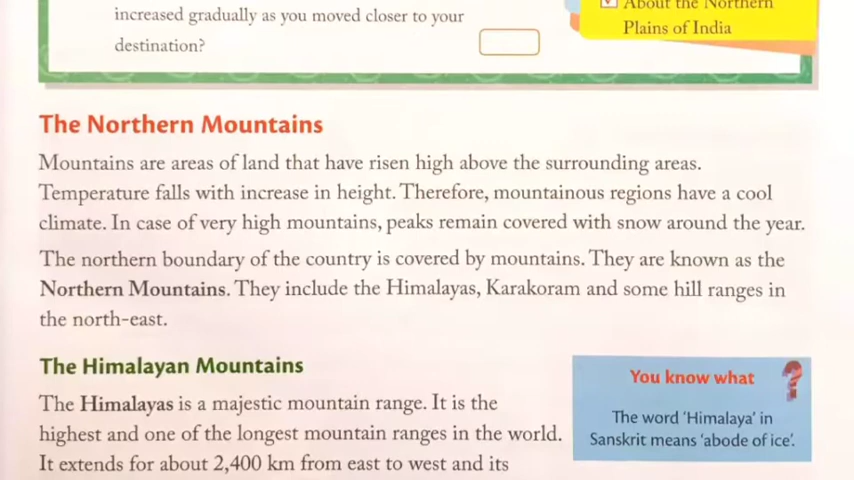 increased gradually as you moved closer to your
destination?
About the Northern
Plains of India
The Northern Mountains
Mountains are areas of land that have risen high above the surrounding areas.
Temperature falls with increase in height. Therefore, mountainous regions have a cool
climate. In case of very high mountains, peaks remain covered with snow around the year.
The northern boundary of the country is covered by mountains. They are known as the
Northern Mountains. They include the Himalayas, Karakoram and some hill ranges in
the north-east.
The Himalayan Mountains
The Himalayas is a majestic mountain range. It is the
highest and one of the longest mountain ranges in the world.
It extends for about 2,400 km from east to west and its
You know what ?
The word ‘Himalaya’ in
Sanskrit means ‘abode of ice’.